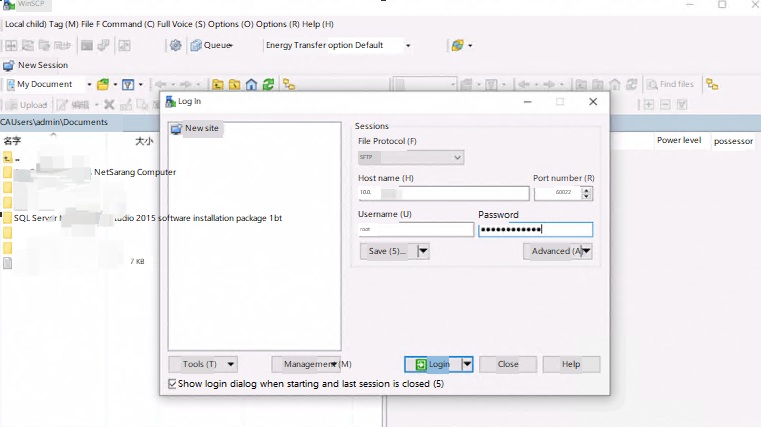 WinSCP
Local child) Tag (M) File F Command (C) Full Voice (S) Options (O) Options (R) Help (H)
Queue Energy Transfer option Default
New Session
My Document Find files
Upload
CAUsers\admin\Documents
名字 大小 Power level possessor
NetSarang Computer
SQL Server tudio 2015 software installation package 1bt
7 KB
Log In
New site
Sessions
File Protocol (F)
SFTP
Host name (H) Port number (R)
60022
Username (U) Password
root ●●●●●●●●●●●●
Save (5)... Advanced (A)
Tools (T) Management (M) Login Close Help
Show login dialog when starting and last session is closed (5)